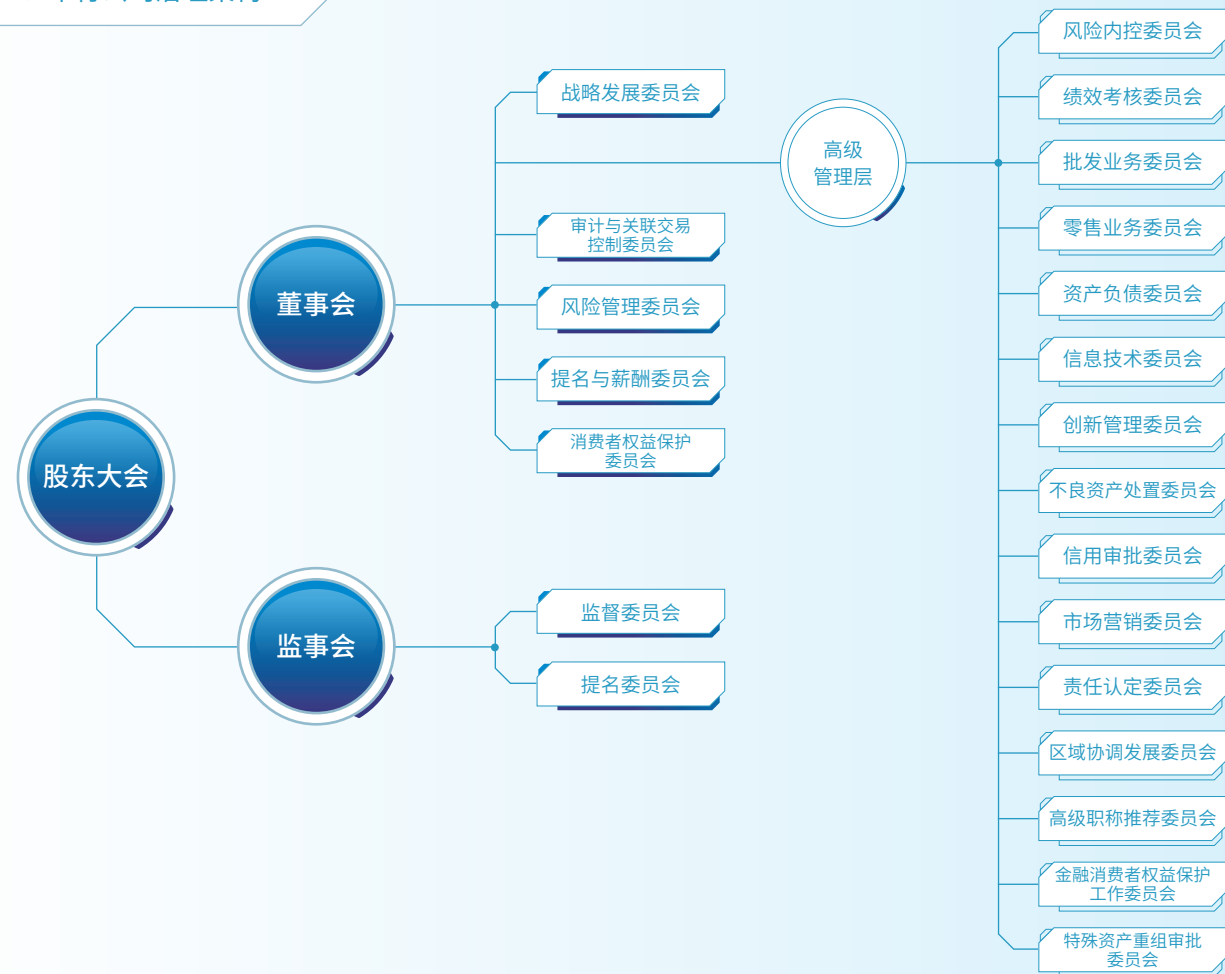 股东大会
董事会
监事会
战略发展委员会
审计与关联交易
控制委员会
风险管理委员会
提名与薪酬委员会
消费者权益保护
委员会
监督委员会
提名委员会
高级
管理层
风险内控委员会
绩效考核委员会
批发业务委员会
零售业务委员会
资产负债委员会
信息技术委员会
创新管理委员会
不良资产处置委员会
信用审批委员会
市场营销委员会
责任认定委员会
区域协调发展委员会
高级职称推荐委员会
金融消费者权益保护
工作委员会
特殊资产重组审批
委员会